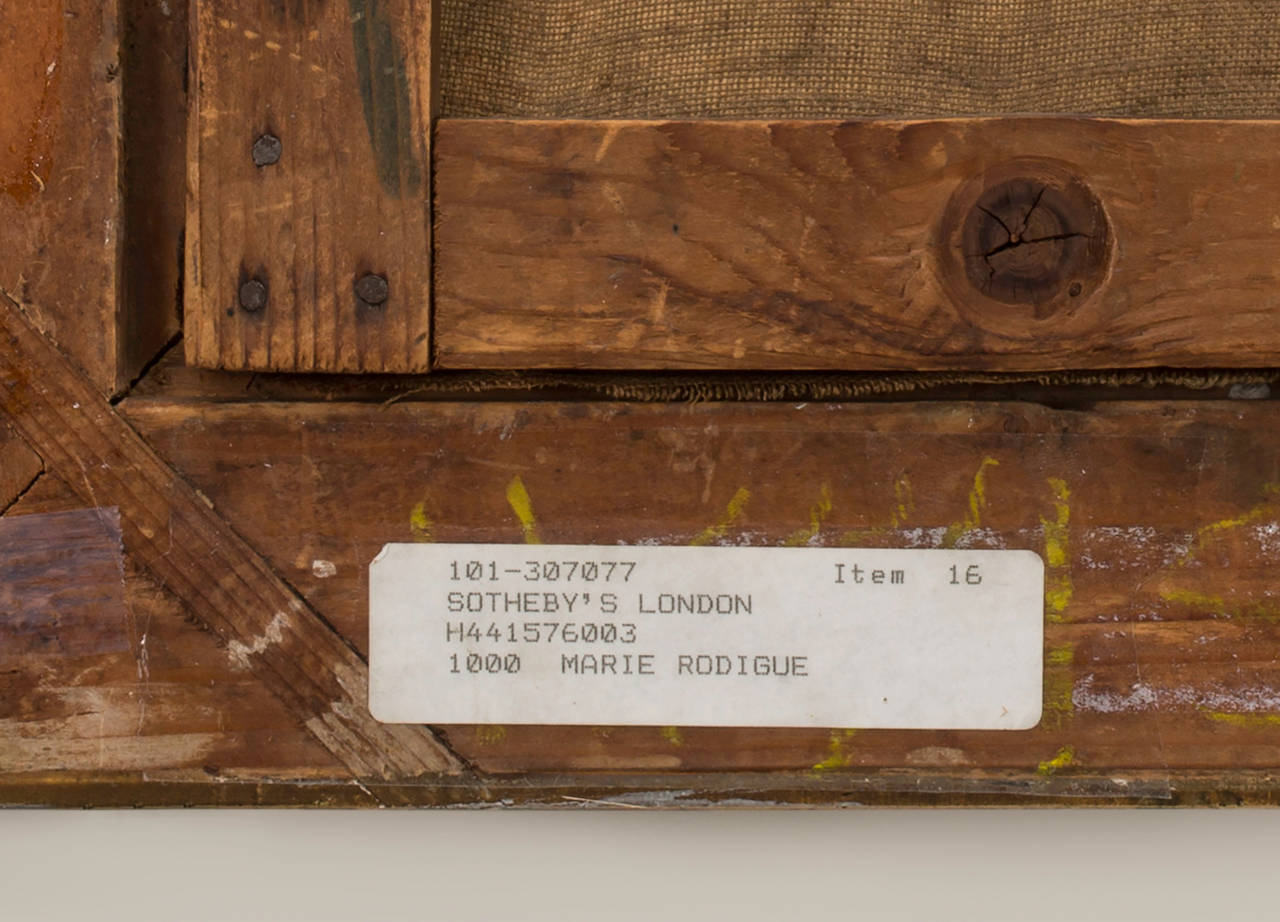 101-307077 Item 16
SOTHEBY'S LONDON
H441576003
1000 MARIE RODIGUE